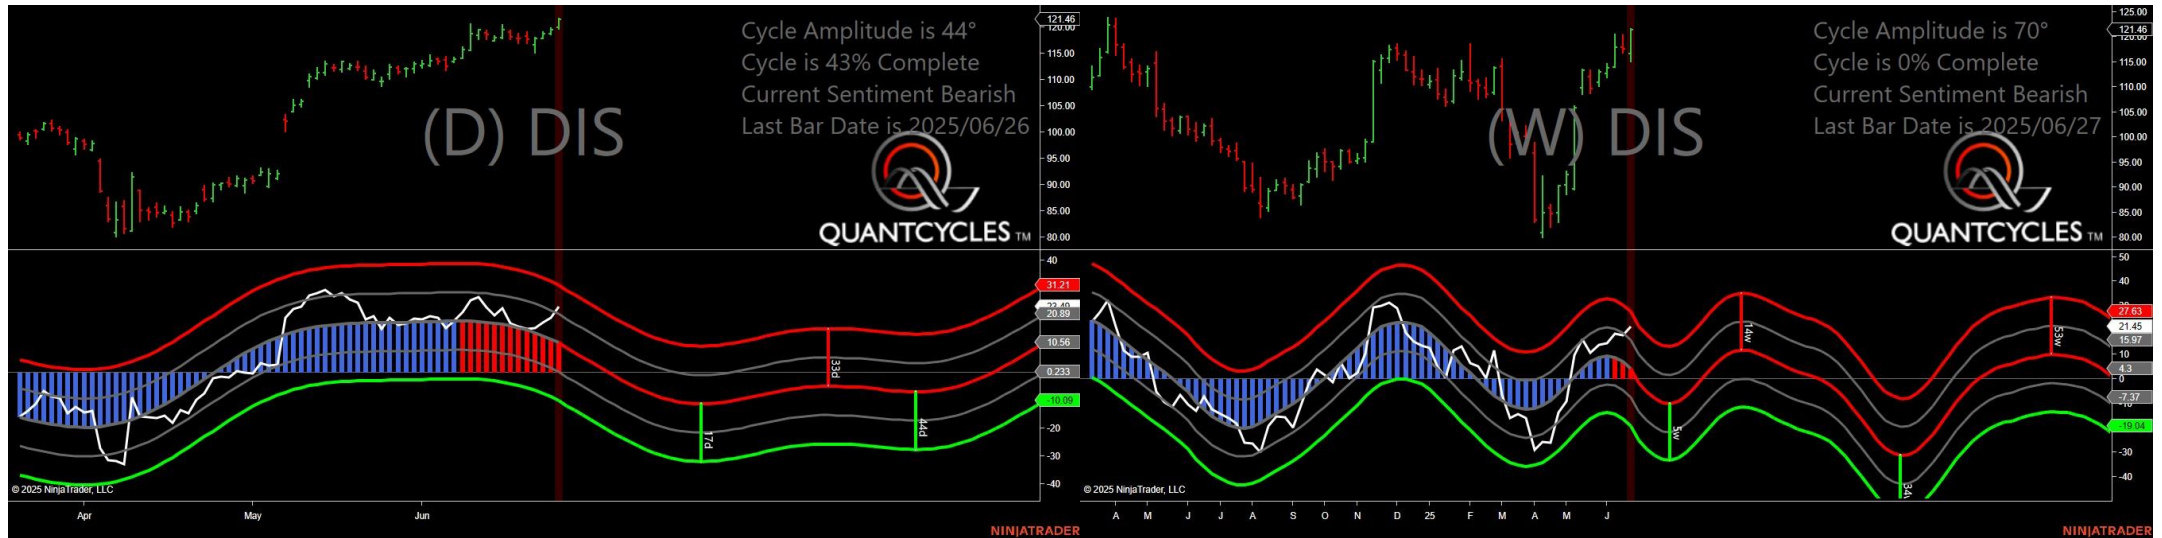 Cycle Amplitude is 44°
Cycle is 43% Complete
Current Sentiment Bearish
Last Bar Date is 2025/06/26
(D) DIS
QUANTCYCLES TM
121.46
120.00
115.00
110.00
105.00
100.00
95.00
90.00
85.00
80.00
40
31.21
20.89
10.56
0.233
-10.09
-20
-30
-40
17d
33d
44d
© 2025 NinjaTrader, LLC
Apr
May
Jun
NINJATRADER
Cycle Amplitude is 70°
Cycle is 0% Complete
Current Sentiment Bearish
Last Bar Date is 2025/06/27
(W) DIS
QUANTCYCLES TM
125.00
121.46
120.00
115.00
110.00
105.00
100.00
95.00
90.00
85.00
80.00
50
40
27.63
21.45
15.97
10
4.3
0
-7.37
-19.04
-30
-40
5w
14w
53w
© 2025 NinjaTrader, LLC
A M J J A S O N D 25 F M A M J
NINJATRADER